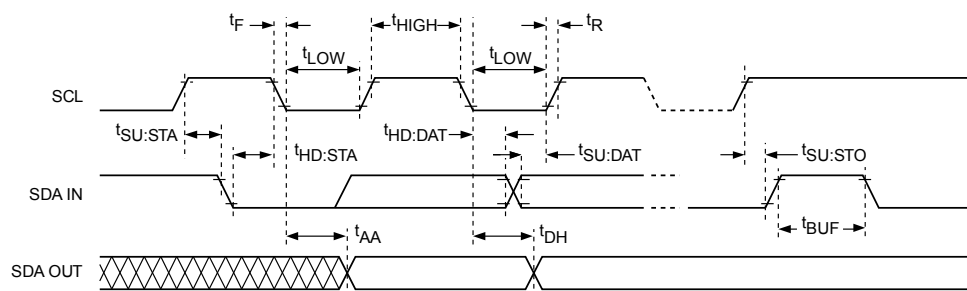 tF
tHIGH
tR
tLOW
tLOW
SCL
tSU:STA
tHD:STA
tHD:DAT
tSU:DAT
tSU:STO
SDA IN
tBUF
tAA
tDH
SDA OUT